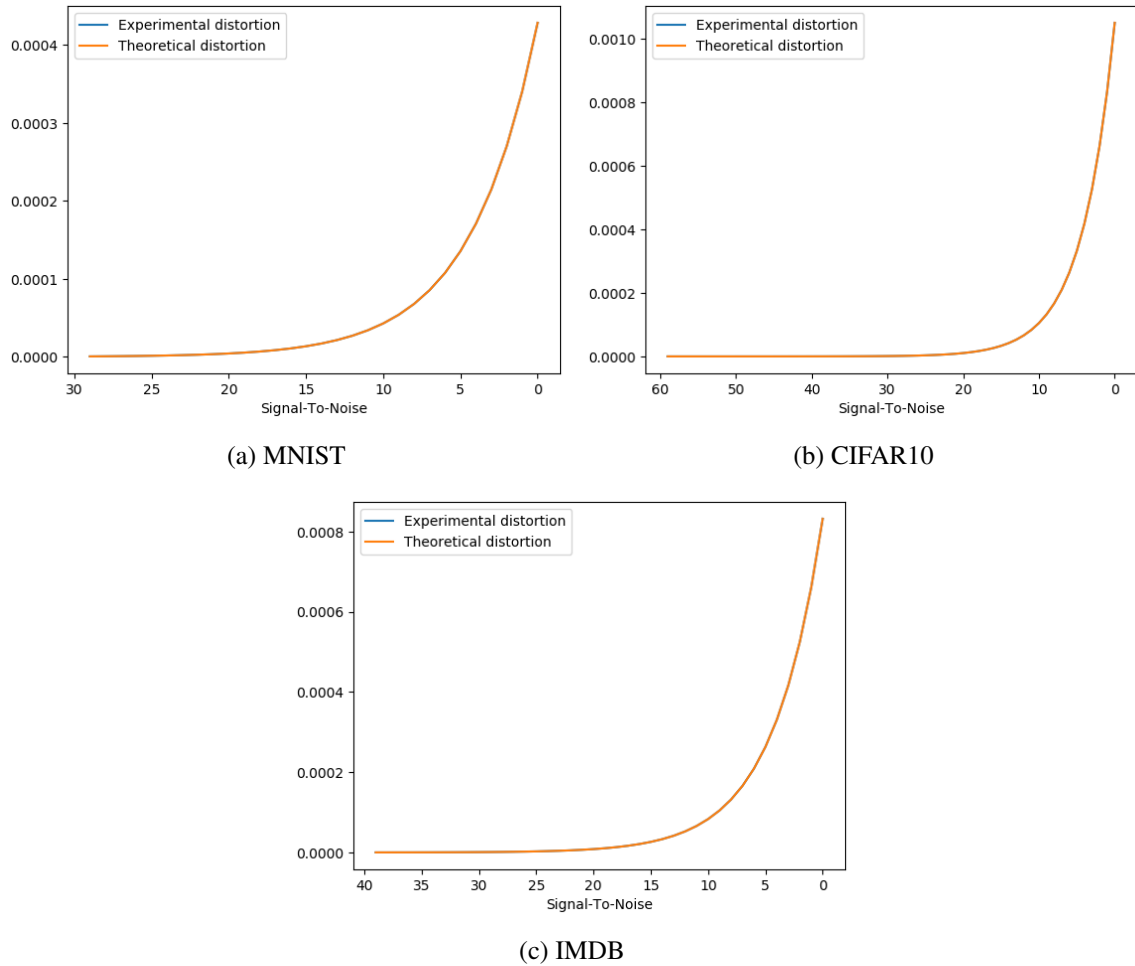 Experimental distortion
Theoretical distortion
0.0004
0.0003
0.0002
0.0001
0.0000
30 25 20 15 10 5 0
Signal-To-Noise
(a) MNIST
Experimental distortion
Theoretical distortion
0.0010
0.0008
0.0006
0.0004
0.0002
0.0000
60 50 40 30 20 10 0
Signal-To-Noise
(b) CIFAR10
Experimental distortion
Theoretical distortion
0.0008
0.0006
0.0004
0.0002
0.0000
40 35 30 25 20 15 10 5 0
Signal-To-Noise
(c) IMDB